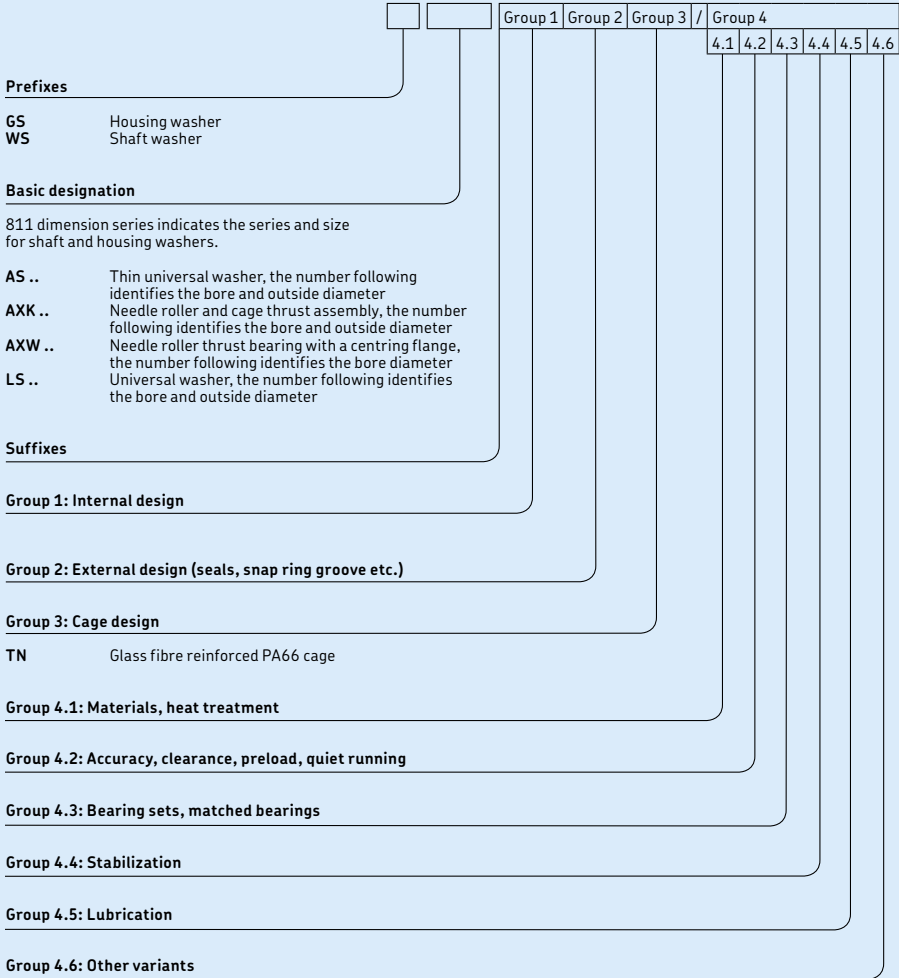 Group 1 Group 2 Group 3 / Group 4
4.1 4.2 4.3 4.4 4.5 4.6
Prefixes
GS Housing washer
WS Shaft washer
Basic designation
811 dimension series indicates the series and size
for shaft and housing washers.
AS .. Thin universal washer, the number following
identifies the bore and outside diameter
AXK .. Needle roller and cage thrust assembly, the number
following identifies the bore and outside diameter
AXW .. Needle roller thrust bearing with a centring flange,
the number following identifies the bore diameter
LS .. Universal washer, the number following identifies
the bore and outside diameter
Suffixes
Group 1: Internal design
Group 2: External design (seals, snap ring groove etc.)
Group 3: Cage design
TN Glass fibre reinforced PA66 cage
Group 4.1: Materials, heat treatment
Group 4.2: Accuracy, clearance, preload, quiet running
Group 4.3: Bearing sets, matched bearings
Group 4.4: Stabilization
Group 4.5: Lubrication
Group 4.6: Other variants